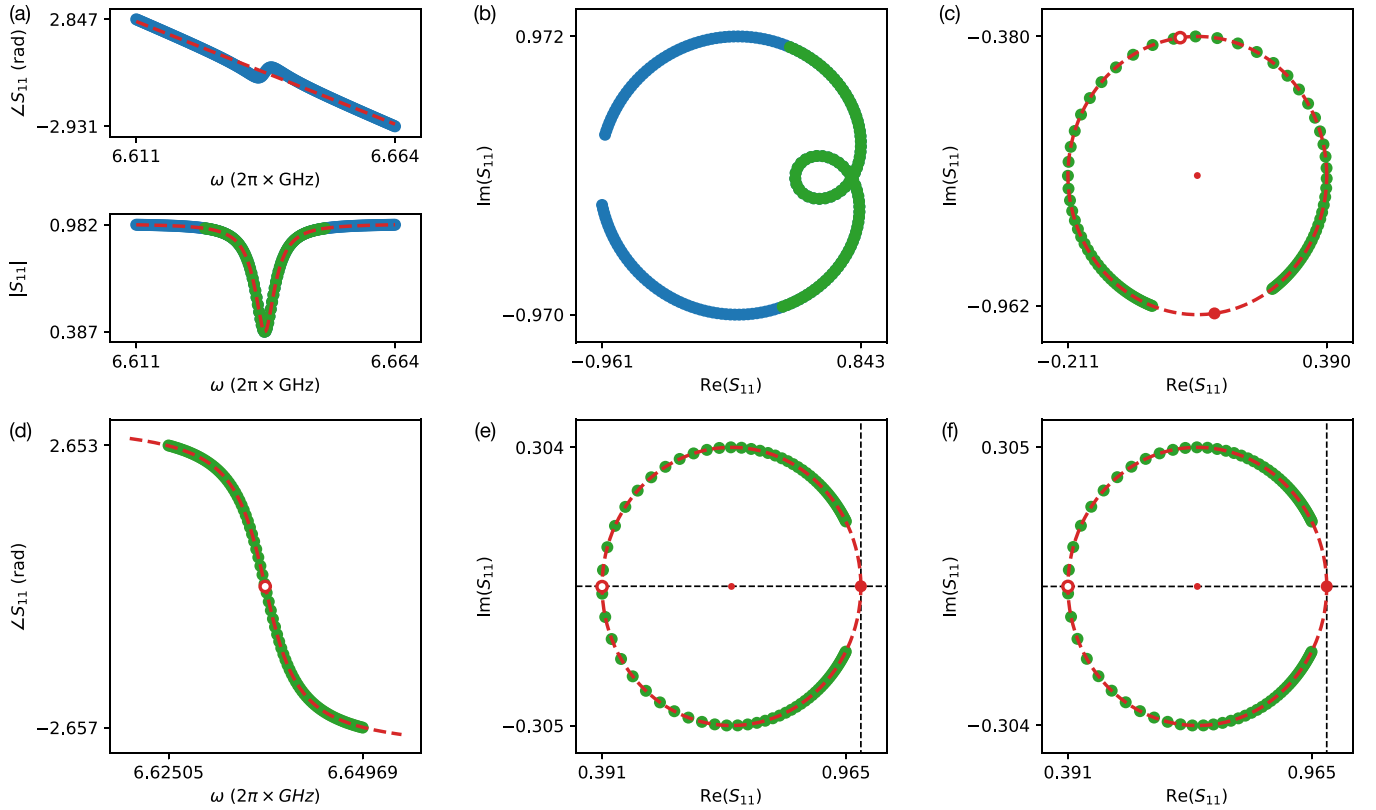 (a)
2.847
∠S₁₁ (rad)
−2.931
6.611
6.664
ω (2π × GHz)
0.982
|S₁₁|
0.387
6.611
6.664
ω (2π × GHz)
(b)
0.972
Im(S₁₁)
−0.970
−0.961
0.843
Re(S₁₁)
(c)
−0.380
Im(S₁₁)
−0.962
−0.211
0.390
Re(S₁₁)
(d)
2.653
∠S₁₁ (rad)
−2.657
6.62505
6.64969
ω (2π × GHz)
(e)
0.304
Im(S₁₁)
−0.305
0.391
0.965
Re(S₁₁)
(f)
0.305
Im(S₁₁)
−0.304
0.391
0.965
Re(S₁₁)